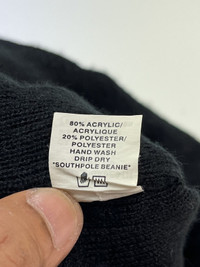 80% ACRYLIC/
ACRYLIQUE
20% POLYESTER/
POLYESTER
HAND WASH
DRIP DRY
"SOUTHPOLE BEANIE"